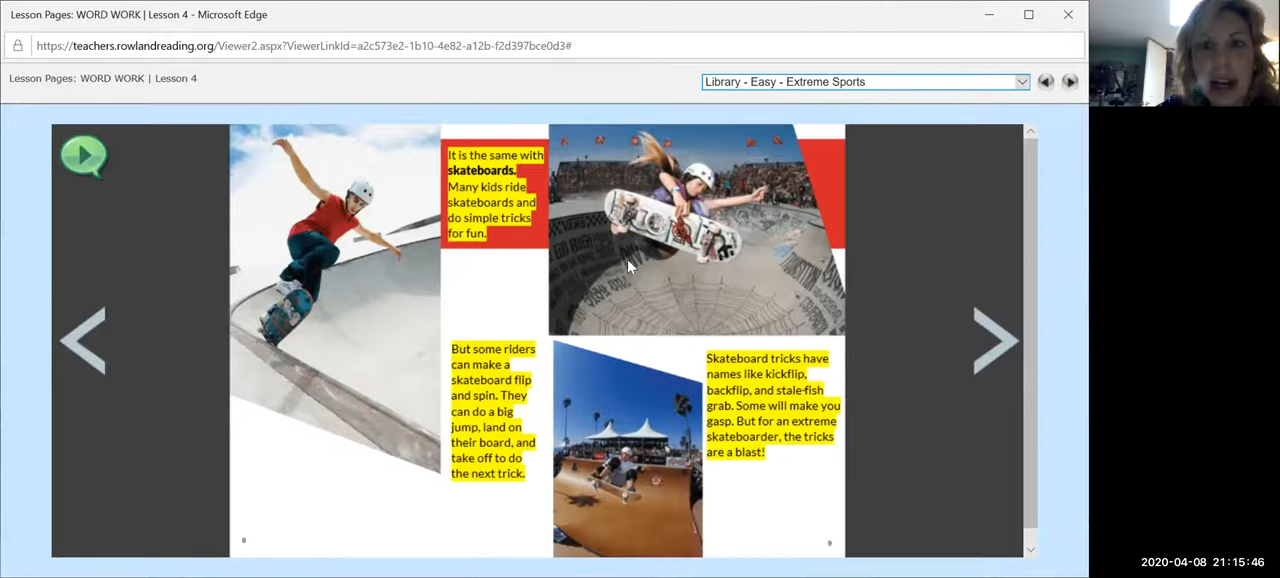 Lesson Pages: WORD WORK | Lesson 4 - Microsoft Edge
https://teachers.rowlandreading.org/Viewer2.aspx?ViewerLinkId=a2c573e2-1b10-4e82-a12b-f2d397bce0d3#
Lesson Pages: WORD WORK | Lesson 4
Library - Easy - Extreme Sports
It is the same with
skateboards.
Many kids ride
skateboards and
do simple tricks
for fun.
But some riders
can make a
skateboard flip
and spin. They
can do a big
jump, land on
their board, and
take off to do
the next trick.
Skateboard tricks have
names like kickflip,
backflip, and stale-fish
grab. Some will make you
gasp. But for an extreme
skateboarder, the tricks
are a blast!
8
9
2020-04-08 21:15:46